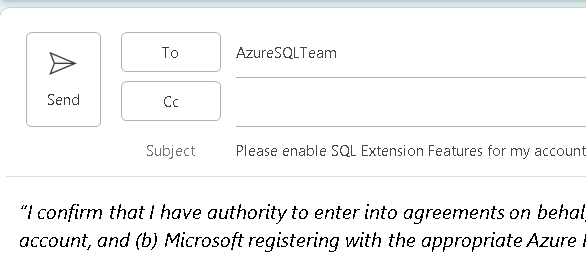 To
AzureSQLTeam
Send
Cc
Subject
Please enable SQL Extension Features for my account
“I confirm that I have authority to enter into agreements on
account, and (b) Microsoft registering with the appropriate Azure